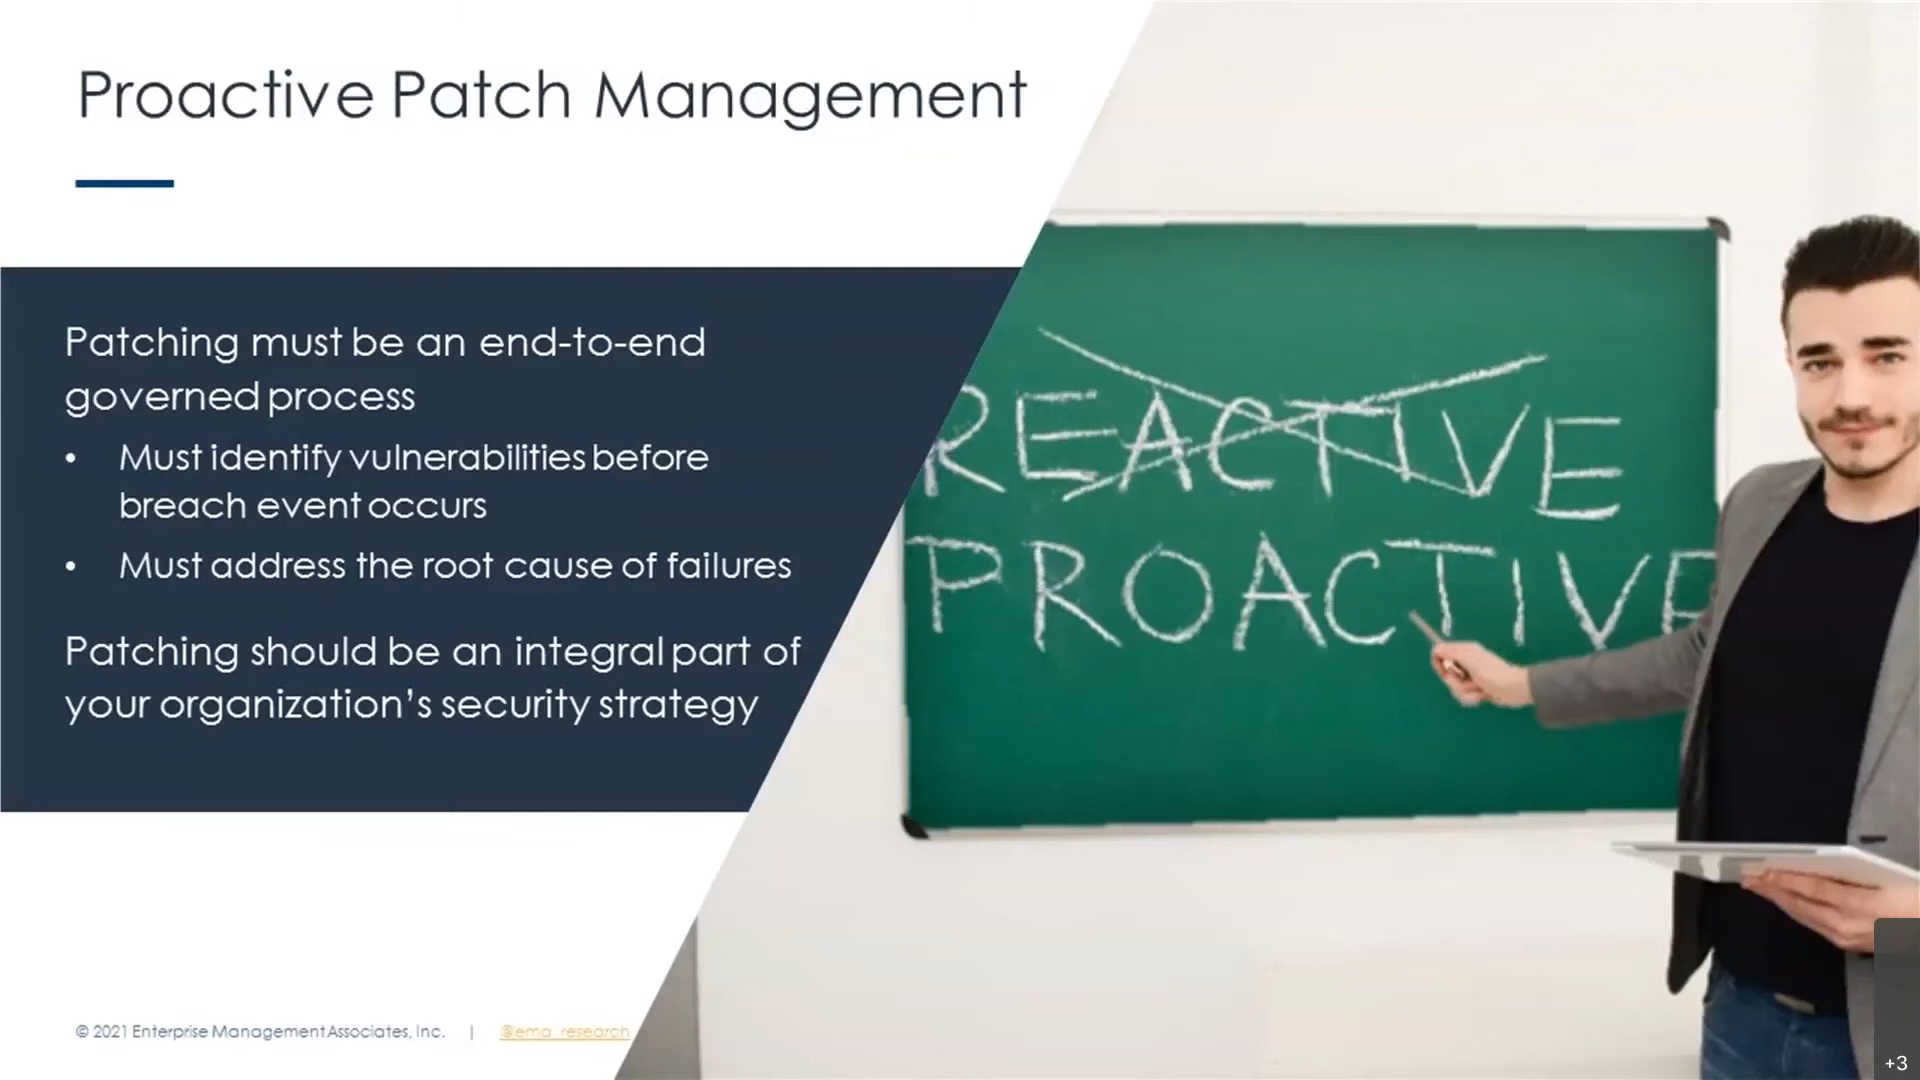 Proactive Patch Management
Patching must be an end-to-end
governed process
• Must identify vulnerabilities before
breach event occurs
• Must address the root cause of failures
Patching should be an integral part of
your organization's security strategy
REACTIVE
PROACTIVE
© 2021 Enterprise Management Associates, Inc. | @ema_research
+3